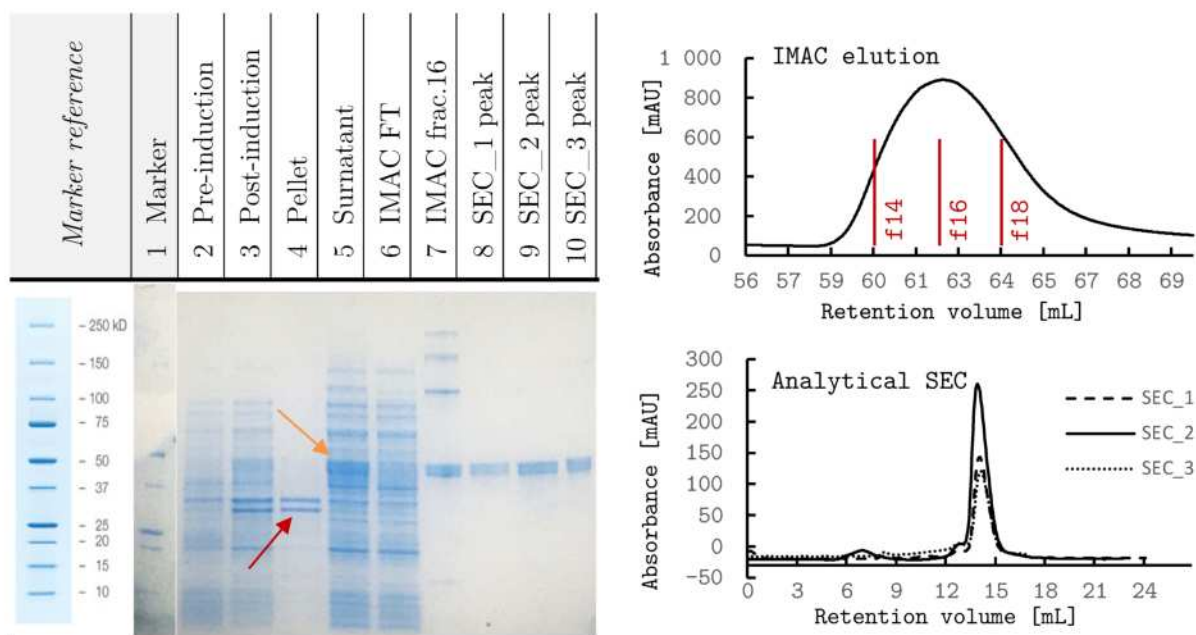 Marker reference
1 Marker
2 Pre-induction
3 Post-induction
4 Pellet
5 Surnatant
6 IMAC FT
7 IMAC frac.16
8 SEC_1 peak
9 SEC_2 peak
10 SEC_3 peak
250 kD
150
100
75
50
37
25
20
15
10
IMAC elution
Absorbance [mAU]
1 000
800
600
400
200
0
f14
f16
f18
56 57 59 60 61 63 64 65 67 68 69
Retention volume [mL]
Analytical SEC
Absorbance [mAU]
300
250
200
150
100
50
0
-50
SEC_1
SEC_2
SEC_3
0 3 6 9 12 15 18 21 24
Retention volume [mL]